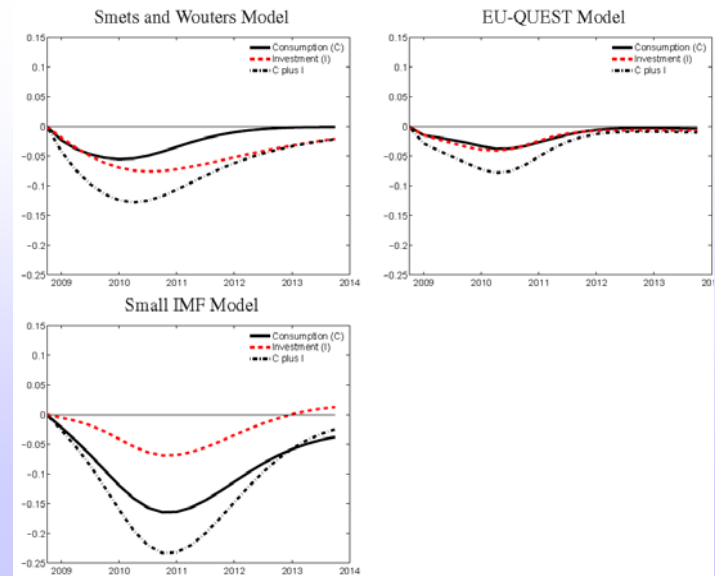 Smets and Wouters Model
0.15
0.1
0.05
0
−0.05
−0.1
−0.15
−0.2
−0.25
Consumption (C)
Investment (I)
C plus I
2009 2010 2011 2012 2013 2014
EU-QUEST Model
0.15
0.1
0.05
0
−0.05
−0.1
−0.15
−0.2
−0.25
Consumption (C)
Investment (I)
C plus I
2009 2010 2011 2012 2013 2014
Small IMF Model
0.15
0.1
0.05
0
−0.05
−0.1
−0.15
−0.2
−0.25
Consumption (C)
Investment (I)
C plus I
2009 2010 2011 2012 2013 2014